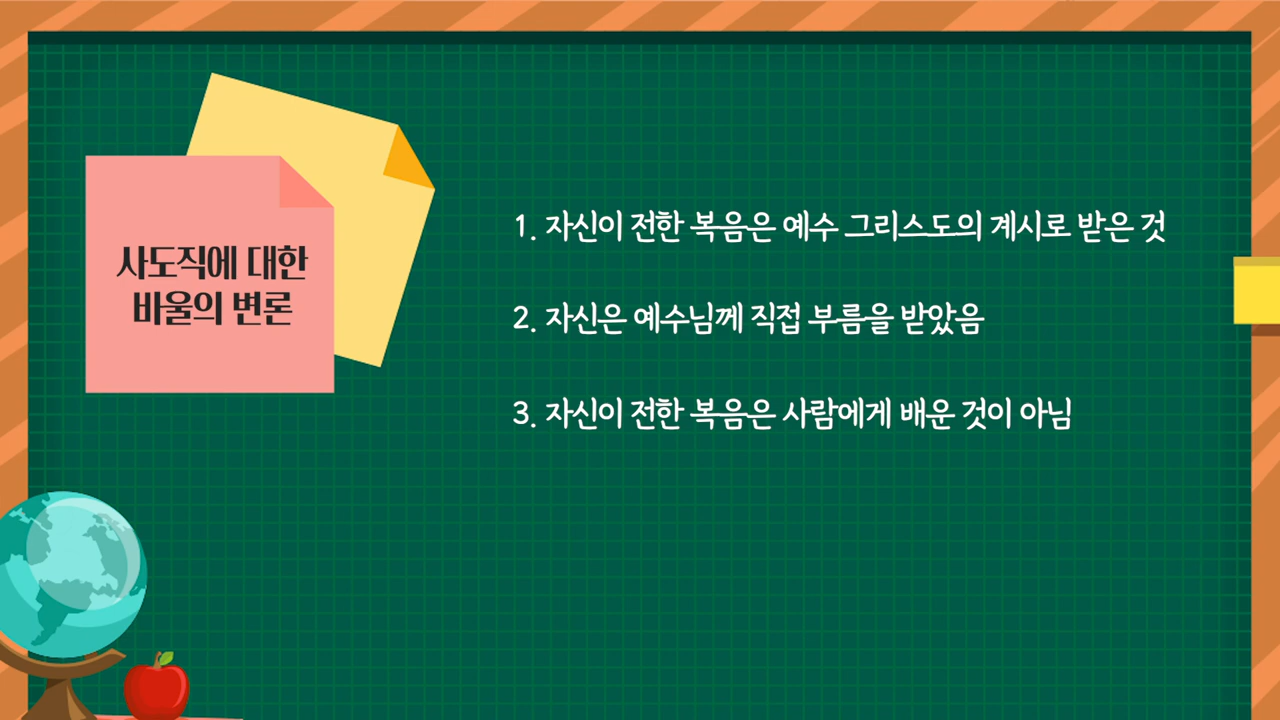 사도직에 대한
바울의 변론
1. 자신이 전한 복음은 예수 그리스도의 계시로 받은 것
2. 자신은 예수님께 직접 부름을 받았음
3. 자신이 전한 복음은 사람에게 배운 것이 아님